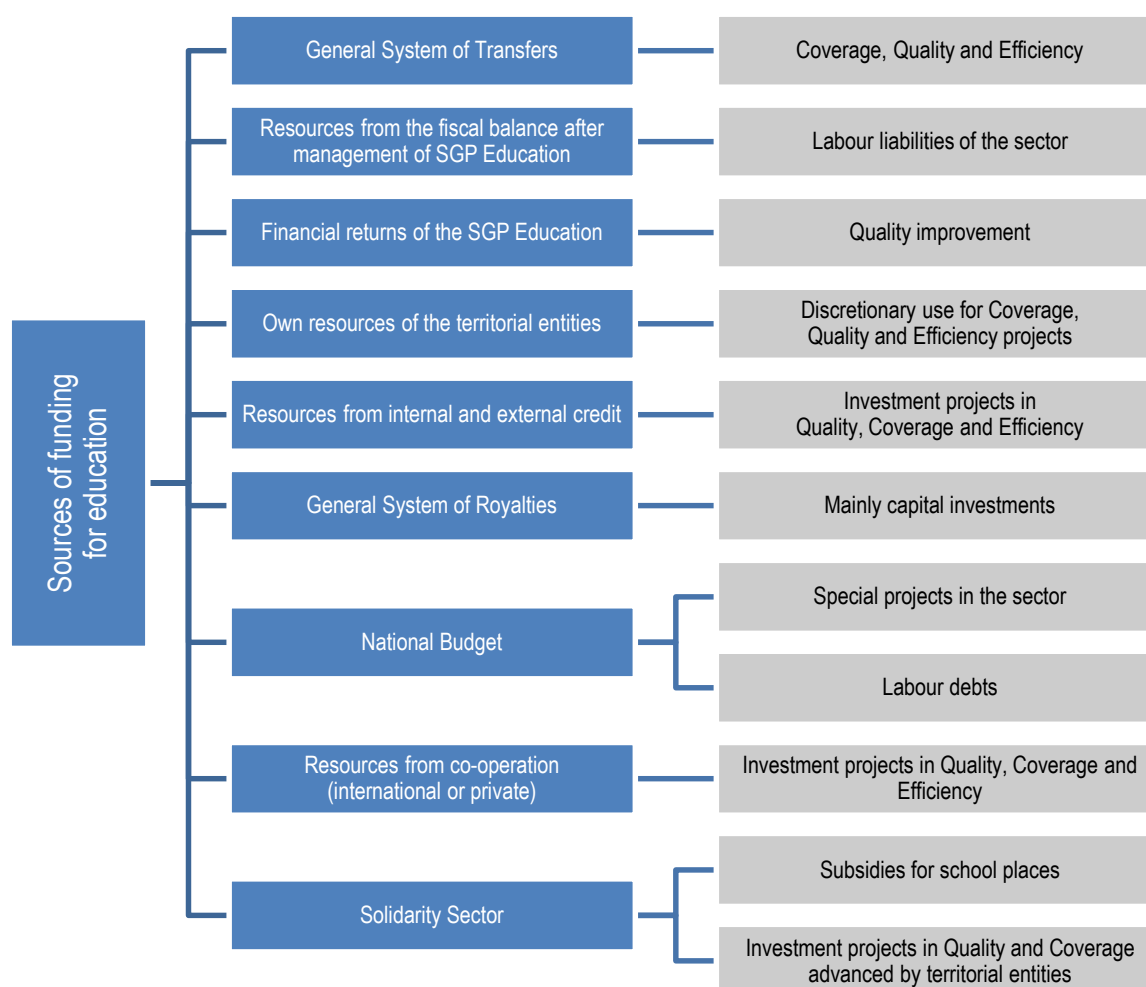 Sources of funding
for education
General System of Transfers
Coverage, Quality and Efficiency
Resources from the fiscal balance after
management of SGP Education
Labour liabilities of the sector
Financial returns of the SGP Education
Quality improvement
Own resources of the territorial entities
Discretionary use for Coverage,
Quality and Efficiency projects
Resources from internal and external credit
Investment projects in
Quality, Coverage and Efficiency
General System of Royalties
Mainly capital investments
National Budget
Special projects in the sector
Labour debts
Resources from co-operation
(international or private)
Investment projects in Quality, Coverage and
Efficiency
Solidarity Sector
Subsidies for school places
Investment projects in Quality and Coverage
advanced by territorial entities